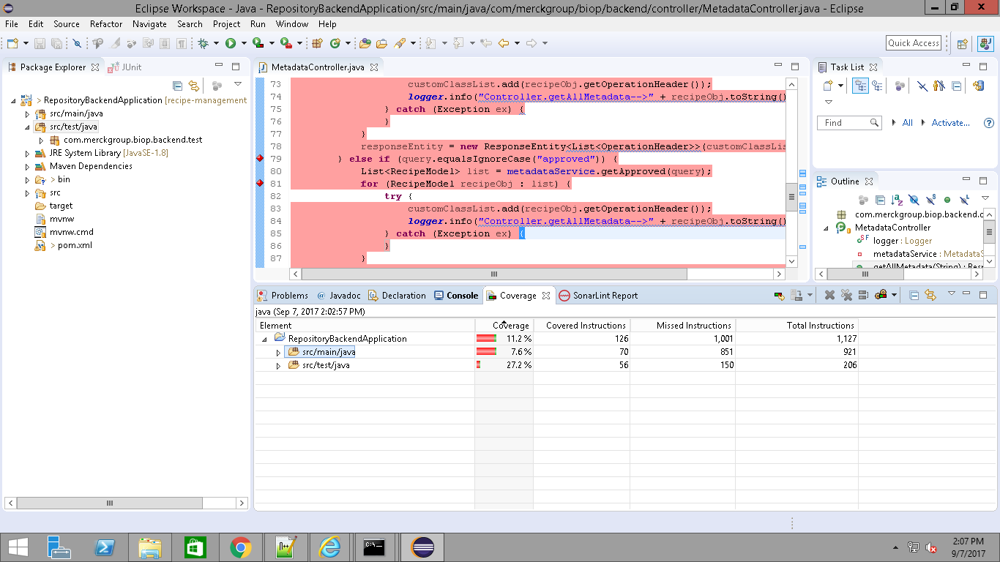 Eclipse Workspace - Java - RepositoryBackendApplication/src/main/java/com/merckgroup/biop/backend/controller/MetadataController.java - Eclipse
File Edit Source Refactor Navigate Search Project Run Window Help
Quick Access
Package Explorer JUnit
> RepositoryBackendApplication [recipe-management
src/main/java
src/test/java
com.merckgroup.biop.backend.test
JRE System Library [JavaSE-1.8]
Maven Dependencies
> bin
> src
target
mvnw
mvnw.cmd
> pom.xml
MetadataController.java
73 customClassList.add(recipeObj.getOperationHeader());
74 logger.info("Controller.getAllMetadata-->" + recipeObj.toString()
75 } catch (Exception ex) {
76 }
77 }
78 responseEntity = new ResponseEntity<List<OperationHeader>>(customClassLis
79 } else if (query.equalsIgnoreCase("approved")) {
80 List<RecipeModel> list = metadataService.getApproved(query);
81 for (RecipeModel recipeObj : list) {
82 try {
83 customClassList.add(recipeObj.getOperationHeader());
84 logger.info("Controller.getAllMetadata-->" + recipeObj.toString()
85 } catch (Exception ex) {
86 }
87 }
Task List
Find All Activate...
Outline
com.merckgroup.biop.backend.c
MetadataController
logger : Logger
metadataService : MetadataS
getAllMetadata(String) : Res
Problems @ Javadoc Declaration Console Coverage SonarLint Report
java (Sep 7, 2017 2:02:57 PM)
Element Coverage Covered Instructions Missed Instructions Total Instructions
RepositoryBackendApplication 11.2 % 126 1,001 1,127
src/main/java 7.6 % 70 851 921
src/test/java 27.2 % 56 150 206
2:07 PM
9/7/2017